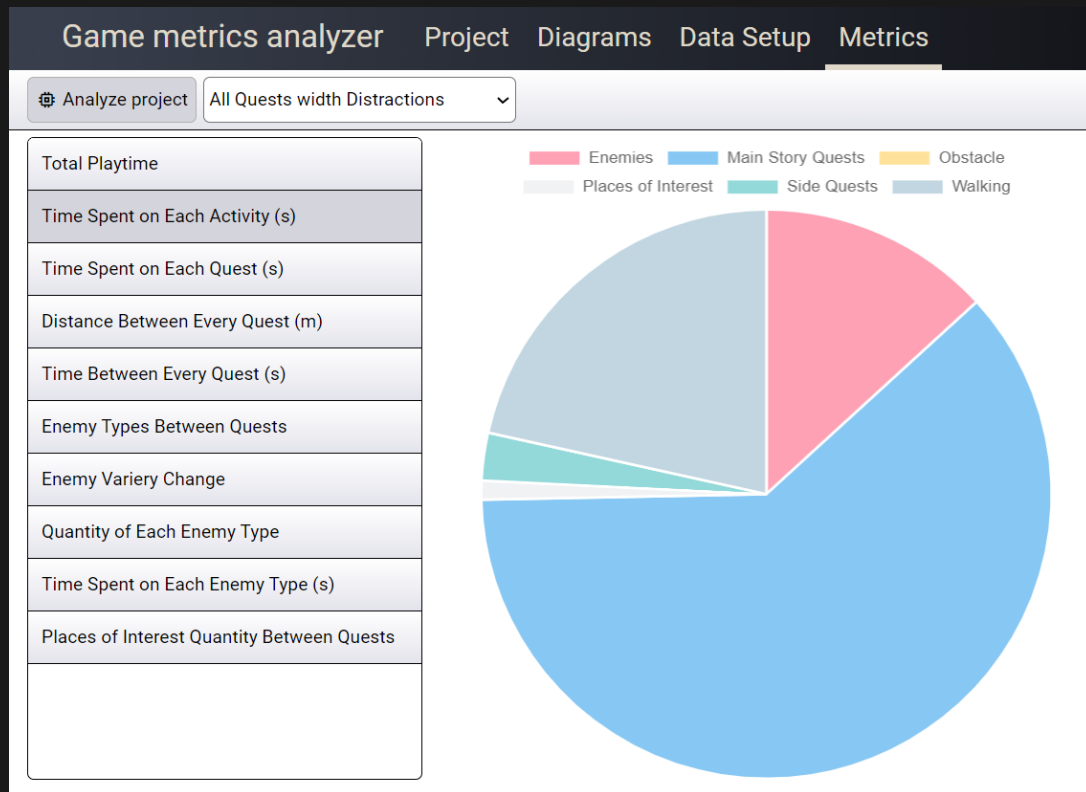 Game metrics analyzer Project Diagrams Data Setup Metrics
Analyze project All Quests width Distractions
Total Playtime
Time Spent on Each Activity (s)
Time Spent on Each Quest (s)
Distance Between Every Quest (m)
Time Between Every Quest (s)
Enemy Types Between Quests
Enemy Variery Change
Quantity of Each Enemy Type
Time Spent on Each Enemy Type (s)
Places of Interest Quantity Between Quests
Enemies Main Story Quests Obstacle
Places of Interest Side Quests Walking